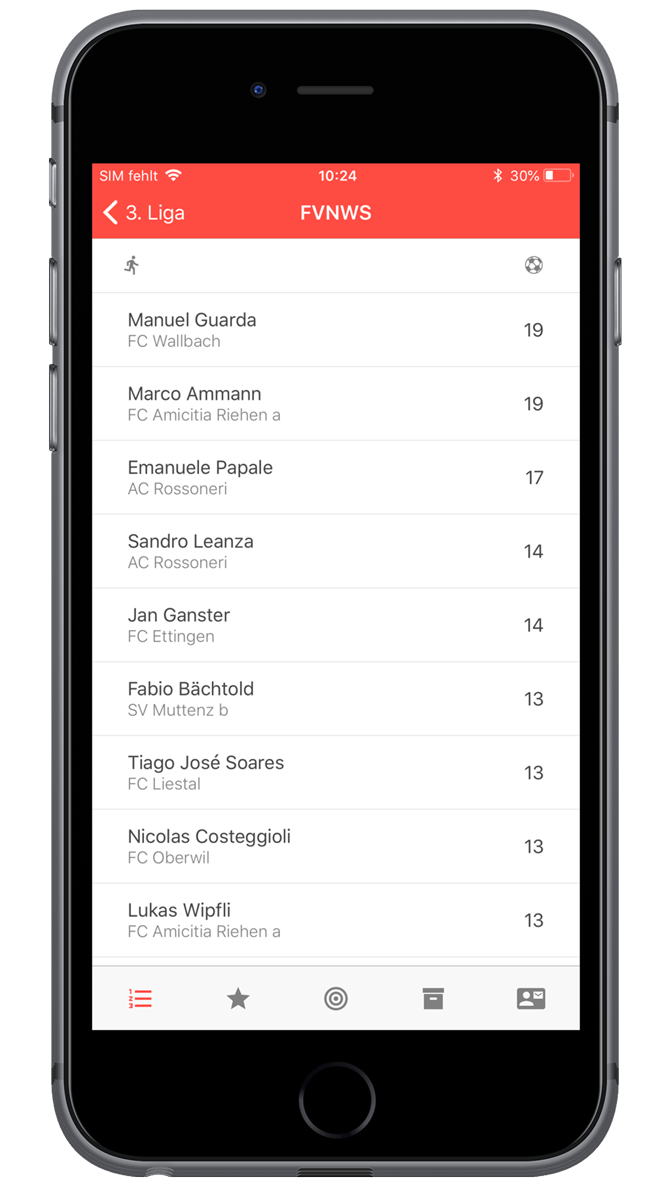 SIM fehlt 10:24 30%
3. Liga FVNWS
Manuel Guarda
FC Wallbach
19
Marco Ammann
FC Amicitia Riehen a
19
Emanuele Papale
AC Rossoneri
17
Sandro Leanza
AC Rossoneri
14
Jan Ganster
FC Ettingen
14
Fabio Bächtold
SV Muttenz b
13
Tiago José Soares
FC Liestal
13
Nicolas Costeggioli
FC Oberwil
13
Lukas Wipfli
FC Amicitia Riehen a
13